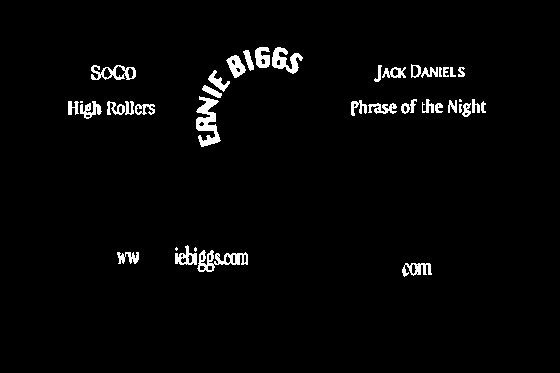 ERNIE BIGGS
SoCo
High Rollers
Jack Daniels
Phrase of the Night
ww iebiggs.com
com